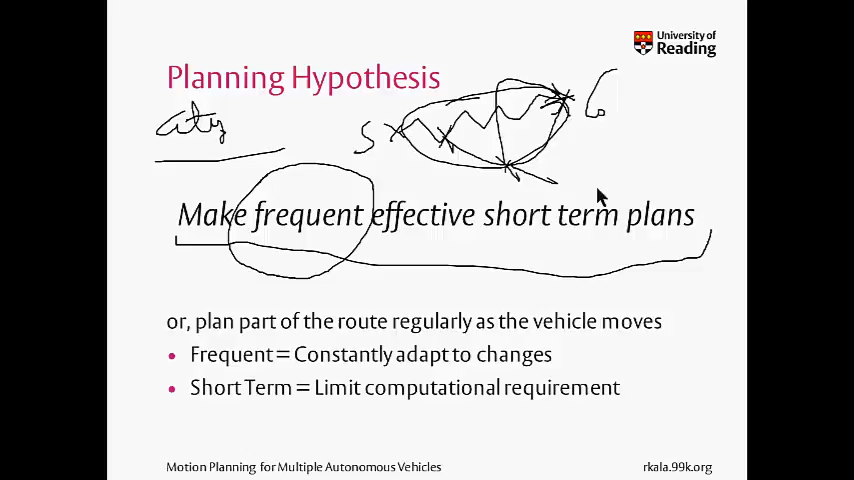 University of
Reading
Planning Hypothesis
city
S
G
Make frequent effective short term plans
or, plan part of the route regularly as the vehicle moves
• Frequent = Constantly adapt to changes
• Short Term = Limit computational requirement
Motion Planning for Multiple Autonomous Vehicles
rkala.99k.org